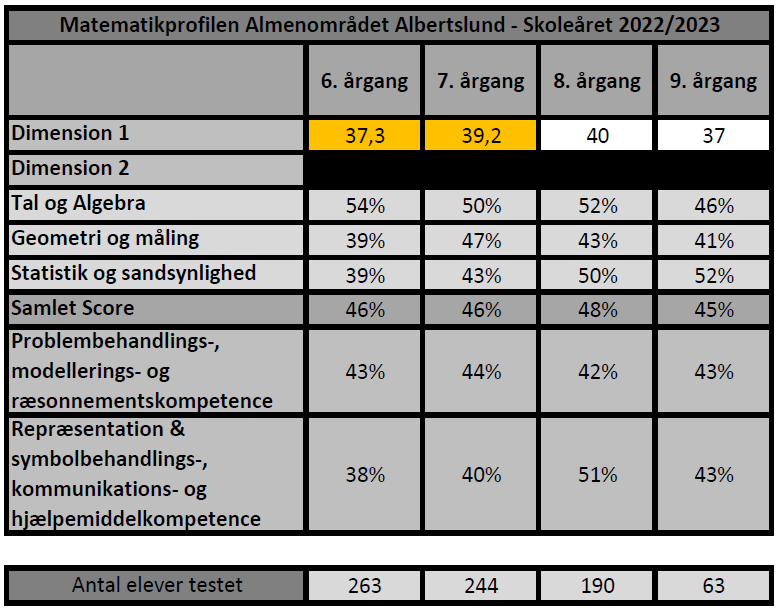 Matematikprofilen Almenområdet Albertslund - Skoleåret 2022/2023
6. årgang 7. årgang 8. årgang 9. årgang
Dimension 1 37,3 39,2 40 37
Dimension 2
Tal og Algebra 54% 50% 52% 46%
Geometri og måling 39% 47% 43% 41%
Statistik og sandsynlighed 39% 43% 50% 52%
Samlet Score 46% 46% 48% 45%
Problembehandlings-,
modellerings- og 43% 44% 42% 43%
ræsonnementskompetence
Repræsentation &
symbolbehandlings-,
kommunikations- og 38% 40% 51% 43%
hjælpemiddelkompetence
Antal elever testet 263 244 190 63